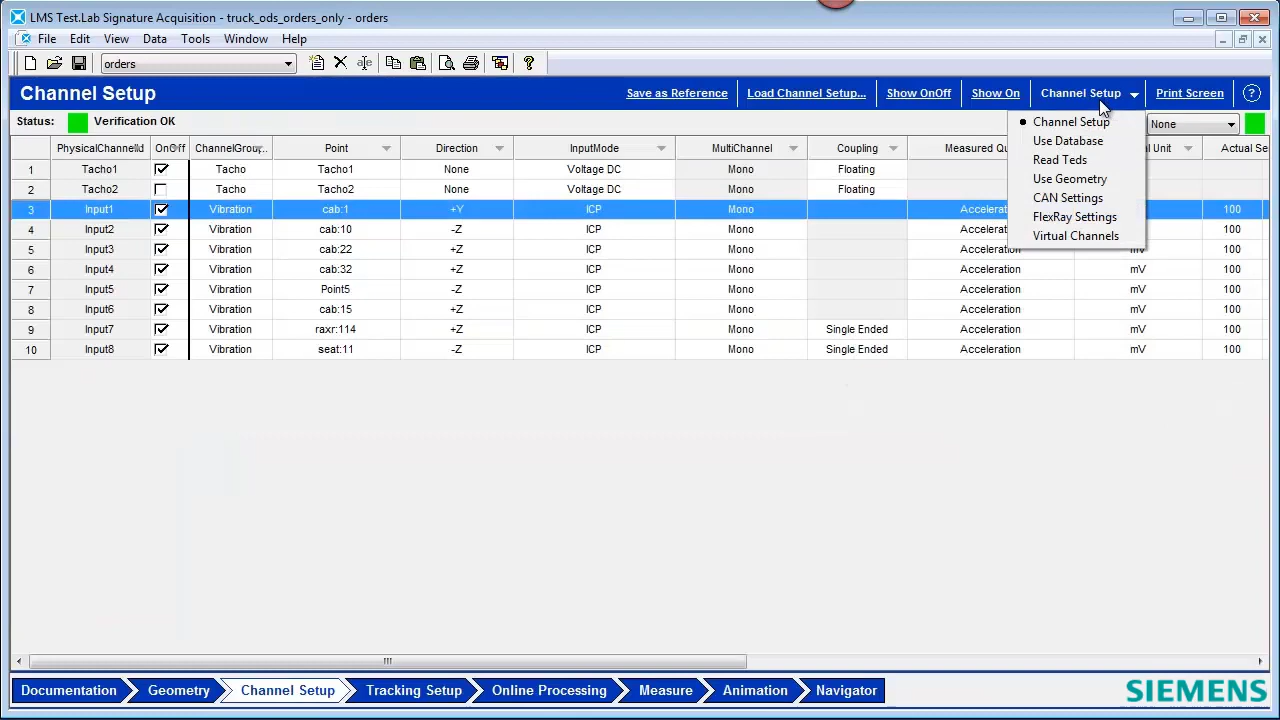 LMS Test.Lab Signature Acquisition - truck_ods_orders_only - orders
File Edit View Data Tools Window Help
orders
Channel Setup Save as Reference Load Channel Setup... Show OnOff Show On Channel Setup Print Screen
Status: Verification OK None
Channel Setup
Use Database
Read Teds
Use Geometry
CAN Settings
FlexRay Settings
Virtual Channels
OnOff ChannelGrou... Point Direction InputMode MultiChannel Coupling Measured Qu Unit Actual Se
1 Tacho1 Tacho Tacho1 None Voltage DC Mono Floating
2 Tacho2 Tacho Tacho2 None Voltage DC Mono Floating
3 Input1 Vibration cab:1 +Y ICP Mono Accelerat 100
4 Input2 Vibration cab:10 -Z ICP Mono Accelerat 100
5 Input3 Vibration cab:22 +Z ICP Mono Acceleration mV 100
6 Input4 Vibration cab:32 +Z ICP Mono Acceleration mV 100
7 Input5 Vibration Point5 -Z ICP Mono Acceleration mV 100
8 Input6 Vibration cab:15 +Z ICP Mono Acceleration mV 100
9 Input7 Vibration raxr:114 +Z ICP Mono Single Ended Acceleration mV 100
10 Input8 Vibration seat:11 -Z ICP Mono Single Ended Acceleration mV 100
Documentation Geometry Channel Setup Tracking Setup Online Processing Measure Animation Navigator
SIEMENS